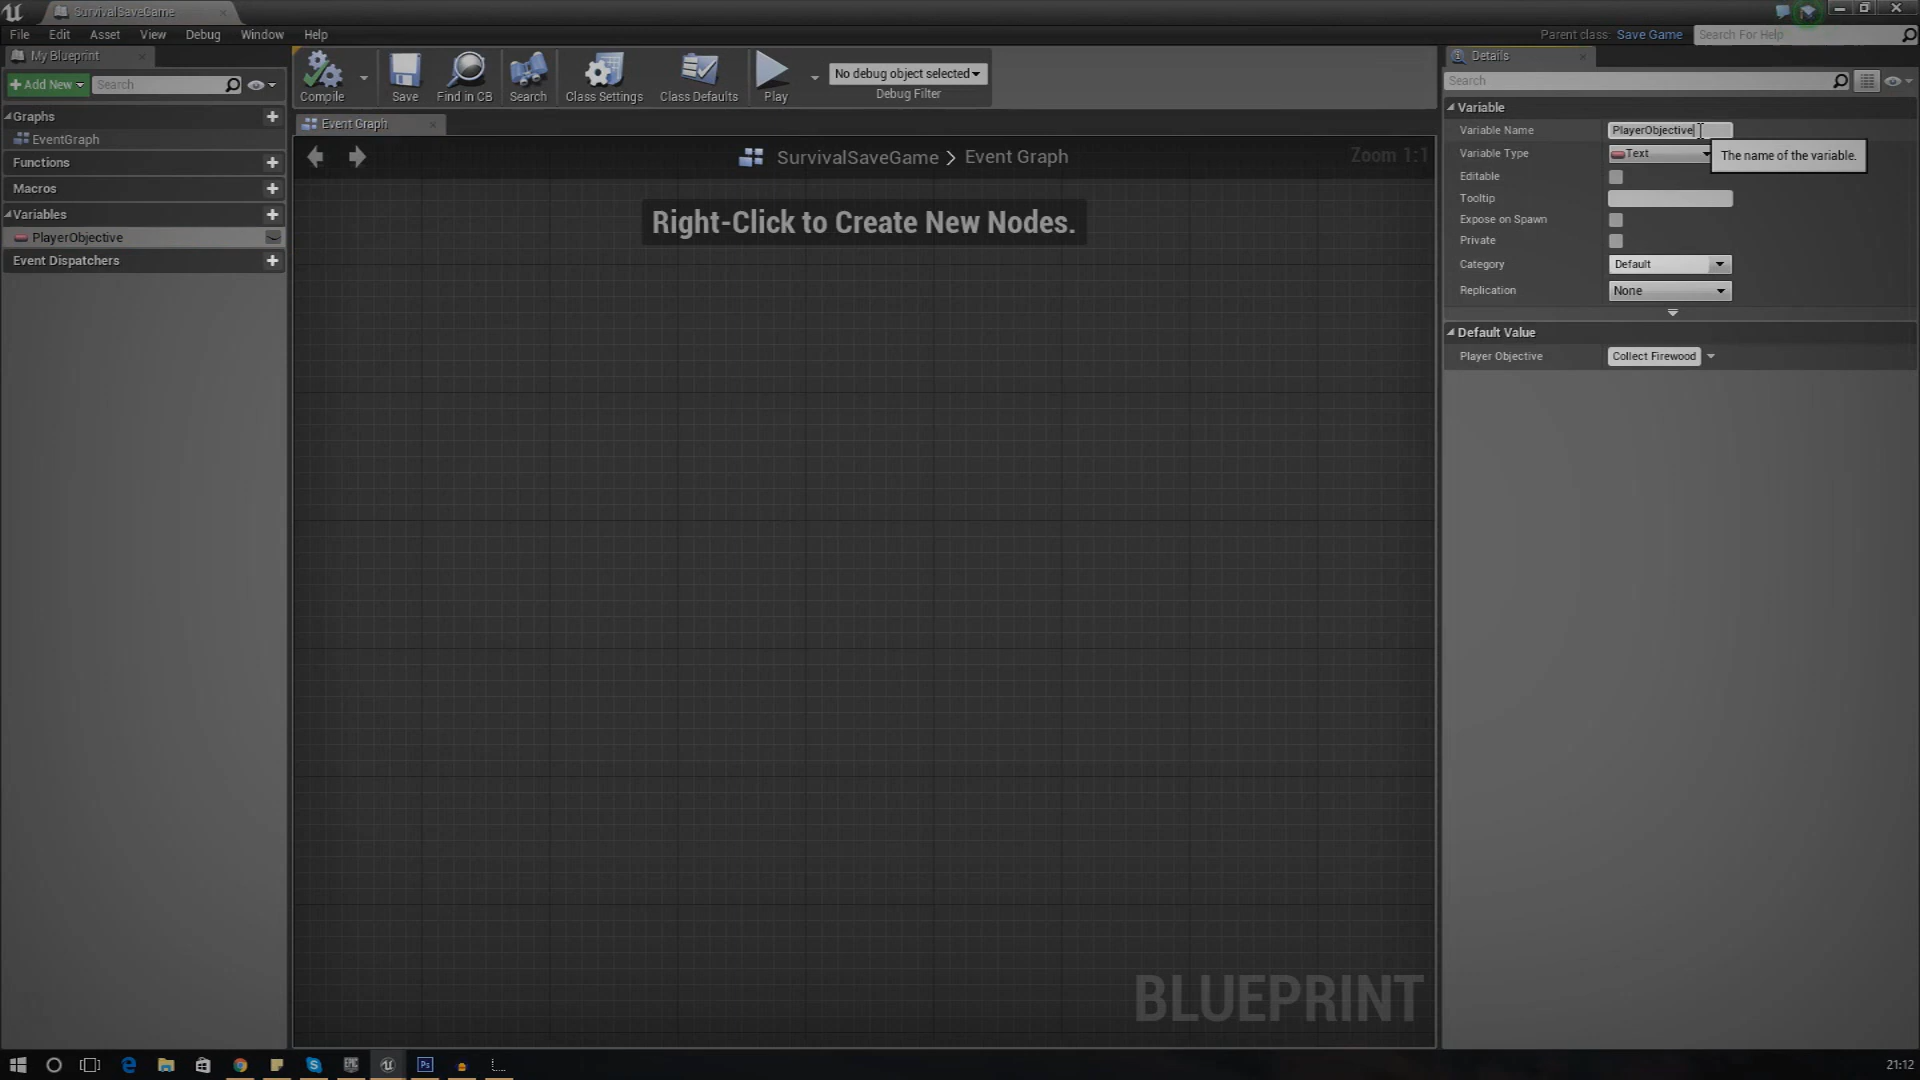 SurvivalSaveGame
File Edit Asset View Debug Window Help
Parent class: Save Game Search For Help
My Blueprint
Add New Search
Graphs
EventGraph
Functions
Macros
Variables
PlayerObjective
Event Dispatchers
Compile Save Find in CB Search Class Settings Class Defaults Play
No debug object selected
Debug Filter
Event Graph
SurvivalSaveGame > Event Graph
Zoom 1:1
Right-Click to Create New Nodes.
BLUEPRINT
Details
Search
Variable
Variable Name PlayerObjective
The name of the variable.
Variable Type Text
Editable
Tooltip
Expose on Spawn
Private
Category Default
Replication None
Default Value
Player Objective Collect Firewood
Ps
21:12